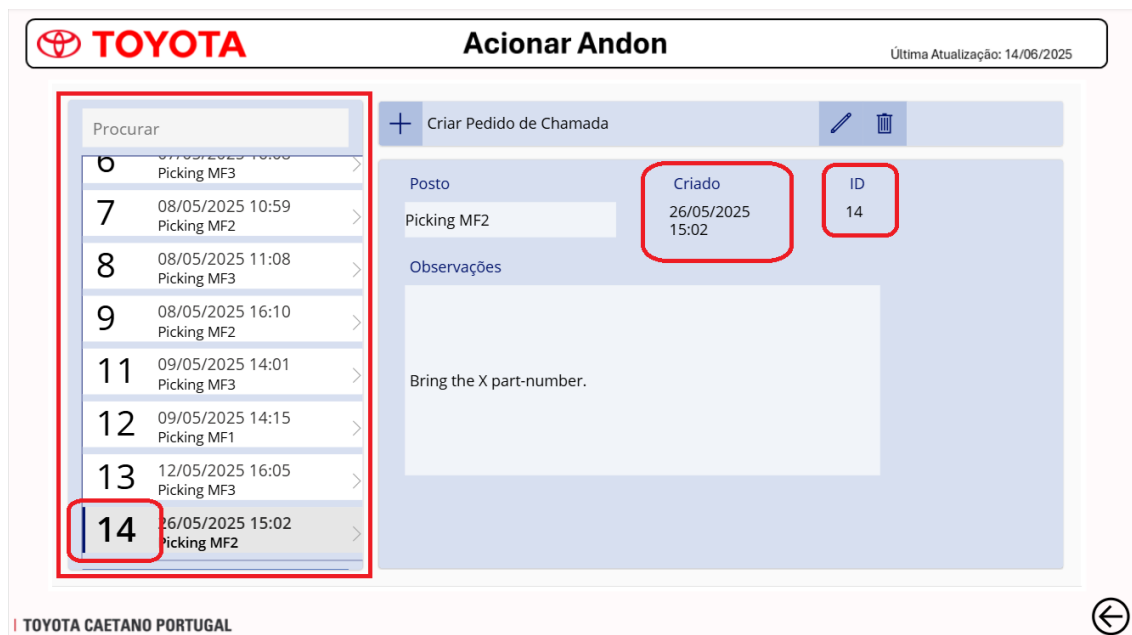 TOYOTA
Acionar Andon
Última Atualização: 14/06/2025
Procurar
6
Picking MF3
7
08/05/2025 10:59
Picking MF2
8
08/05/2025 11:08
Picking MF3
9
08/05/2025 16:10
Picking MF2
11
09/05/2025 14:01
Picking MF3
12
09/05/2025 14:15
Picking MF1
13
12/05/2025 16:05
Picking MF3
14
26/05/2025 15:02
Picking MF2
Criar Pedido de Chamada
Posto
Picking MF2
Criado
26/05/2025
15:02
ID
14
Observações
Bring the X part-number.
TOYOTA CAETANO PORTUGAL